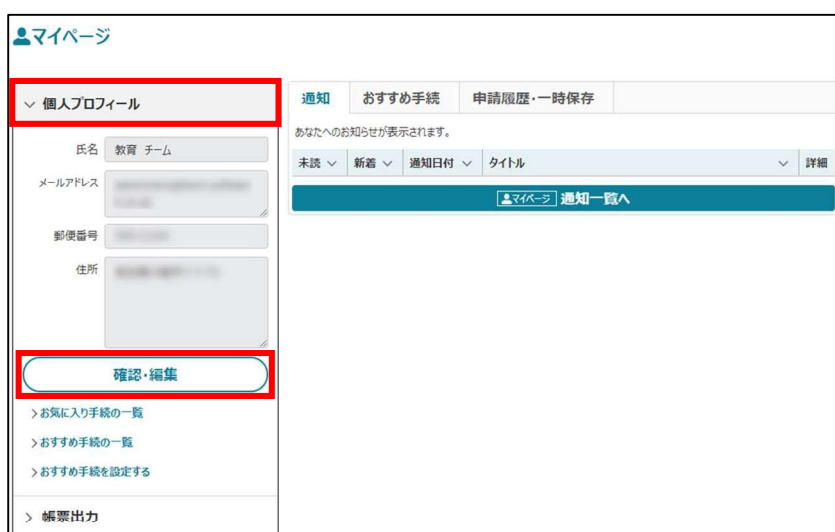 マイページ
個人プロフィール
氏名
教育 チーム
メールアドレス
郵便番号
住所
確認・編集
お気に入り手続の一覧
おすすめ手続の一覧
おすすめ手続を設定する
帳票出力
通知 おすすめ手続 申請履歴・一時保存
あなたへのお知らせが表示されます。
未読 新着 通知日付 タイトル 詳細
マイページ 通知一覧へ